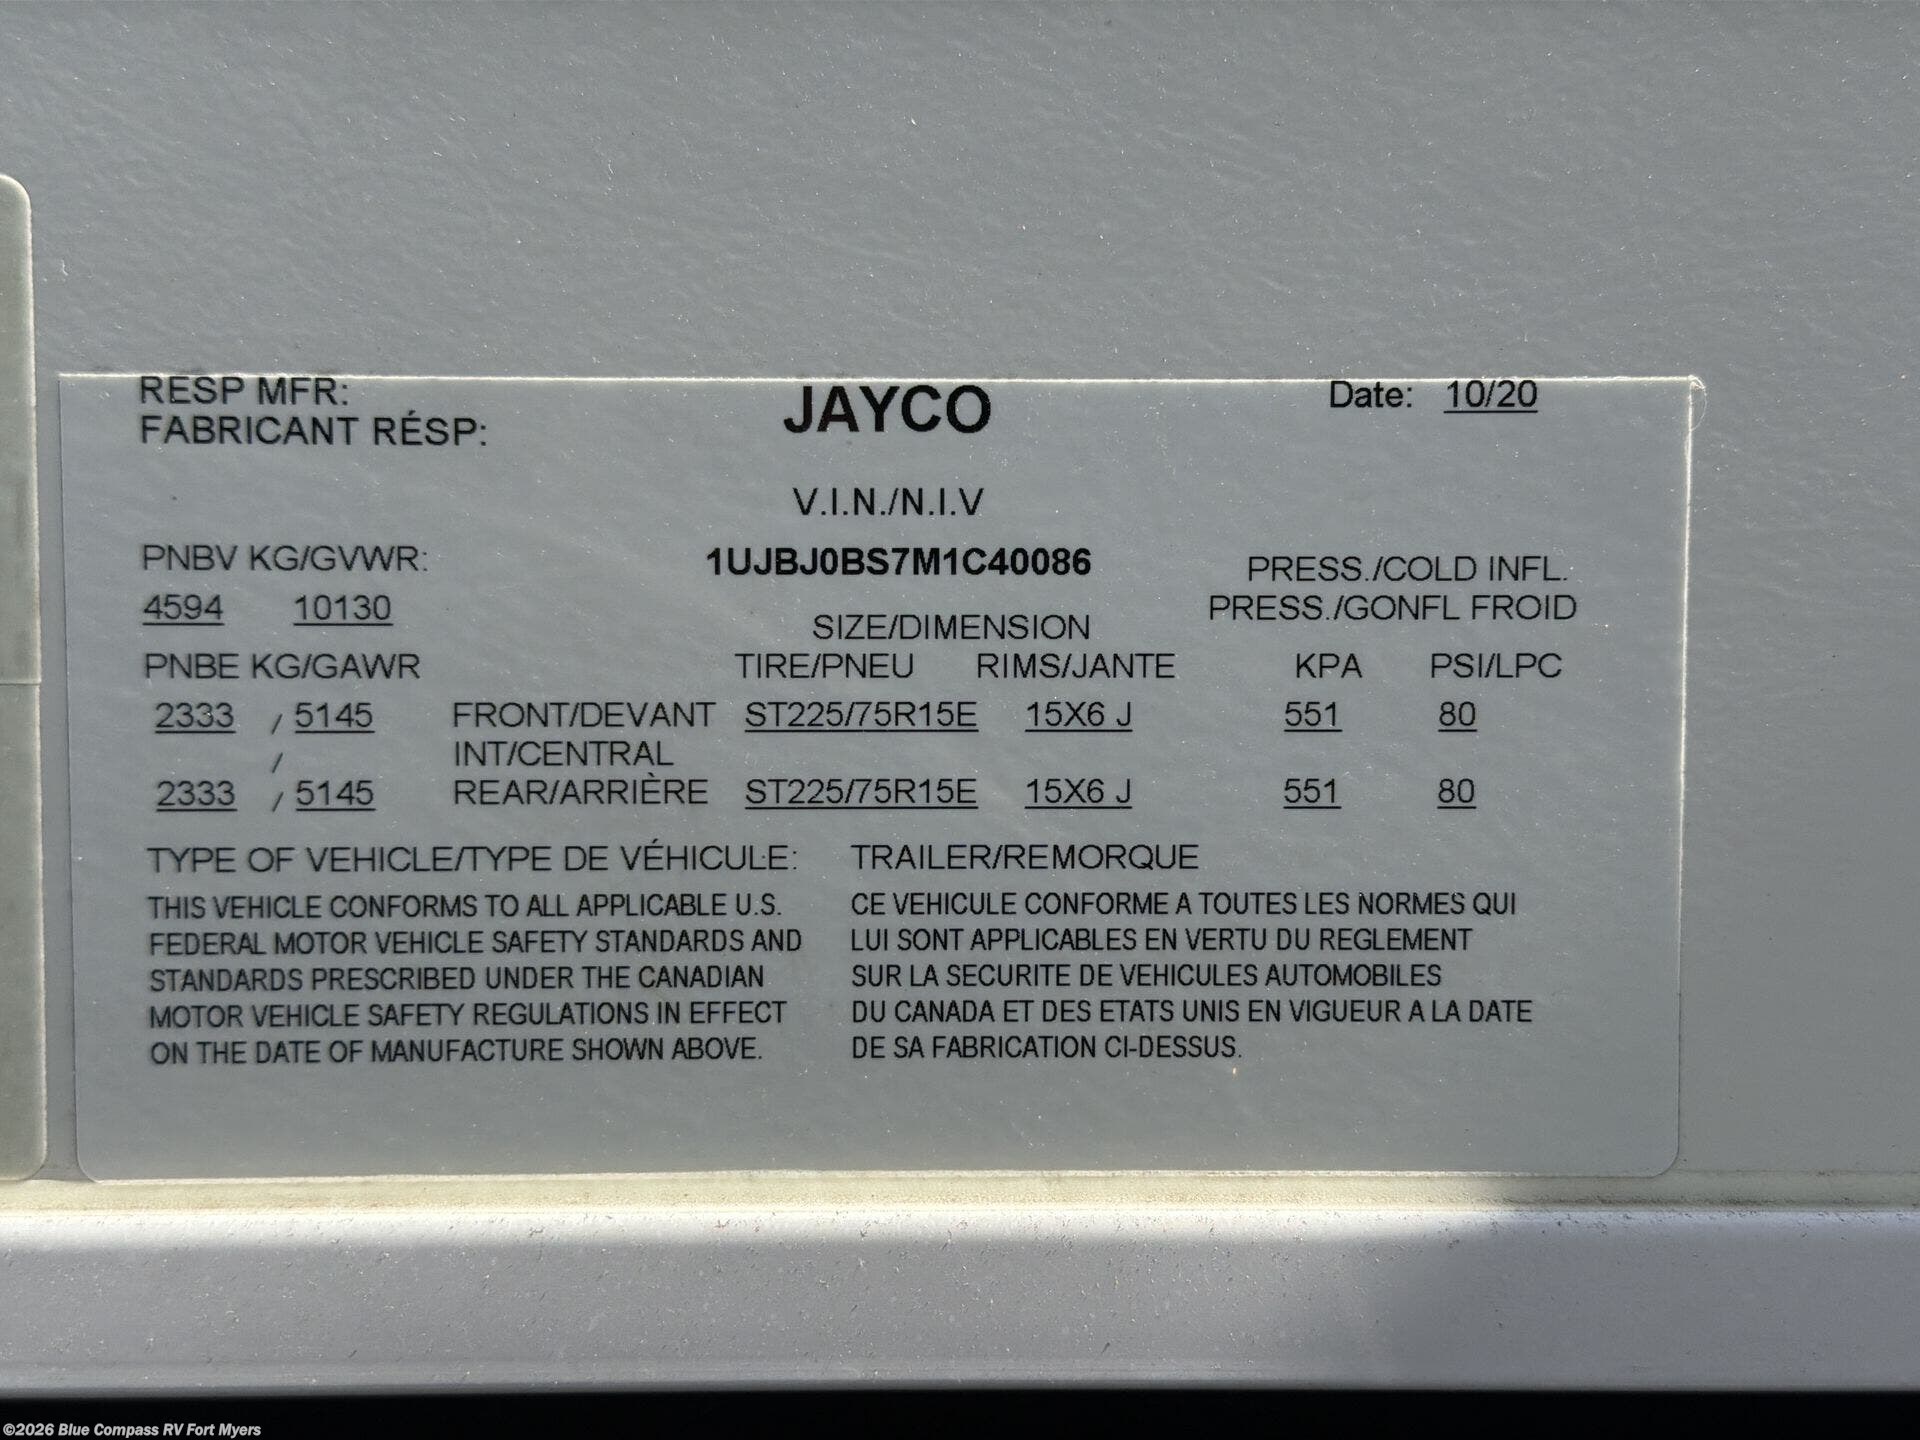 RESP MFR: JAYCO Date: 10/20
FABRICANT RÉSP:
V.I.N./N.I.V
PNBV KG/GVWR: 1UJBJ0BS7M1C40086 PRESS./COLD INFL.
4594 10130 PRESS./GONFL FROID
SIZE/DIMENSION
PNBE KG/GAWR TIRE/PNEU RIMS/JANTE KPA PSI/LPC
2333 / 5145 FRONT/DEVANT ST225/75R15E 15X6 J 551 80
/ INT/CENTRAL
2333 / 5145 REAR/ARRIÈRE ST225/75R15E 15X6 J 551 80
TYPE OF VEHICLE/TYPE DE VÉHICULE: TRAILER/REMORQUE
THIS VEHICLE CONFORMS TO ALL APPLICABLE U.S.
FEDERAL MOTOR VEHICLE SAFETY STANDARDS AND
STANDARDS PRESCRIBED UNDER THE CANADIAN
MOTOR VEHICLE SAFETY REGULATIONS IN EFFECT
ON THE DATE OF MANUFACTURE SHOWN ABOVE.
CE VEHICULE CONFORME A TOUTES LES NORMES QUI
LUI SONT APPLICABLES EN VERTU DU REGLEMENT
SUR LA SECURITE DE VEHICULES AUTOMOBILES
DU CANADA ET DES ETATS UNIS EN VIGUEUR A LA DATE
DE SA FABRICATION CI-DESSUS.
©2026 Blue Compass RV Fort Myers